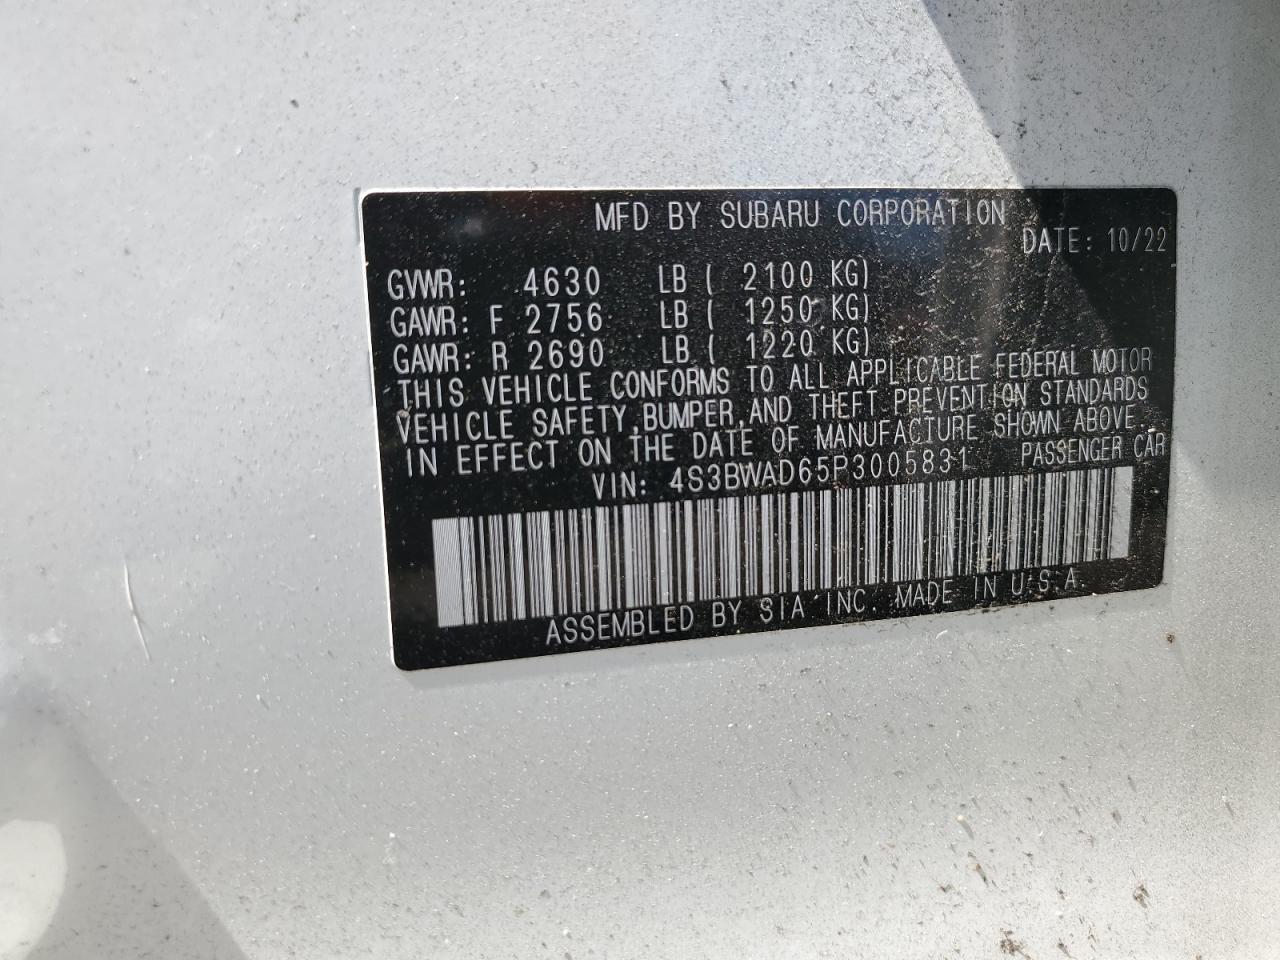 MFD BY SUBARU CORPORATION
DATE: 10/22
GVWR: 4630 LB ( 2100 KG)
GAWR: F 2756 LB ( 1250 KG)
GAWR: R 2690 LB ( 1220 KG)
THIS VEHICLE CONFORMS TO ALL APPLICABLE FEDERAL MOTOR
VEHICLE SAFETY,BUMPER,AND THEFT PREVENTION STANDARDS
IN EFFECT ON THE DATE OF MANUFACTURE SHOWN ABOVE
VIN: 4S3BWAD65P3005831 PASSENGER CAR
ASSEMBLED BY SIA INC. MADE IN U.S.A.